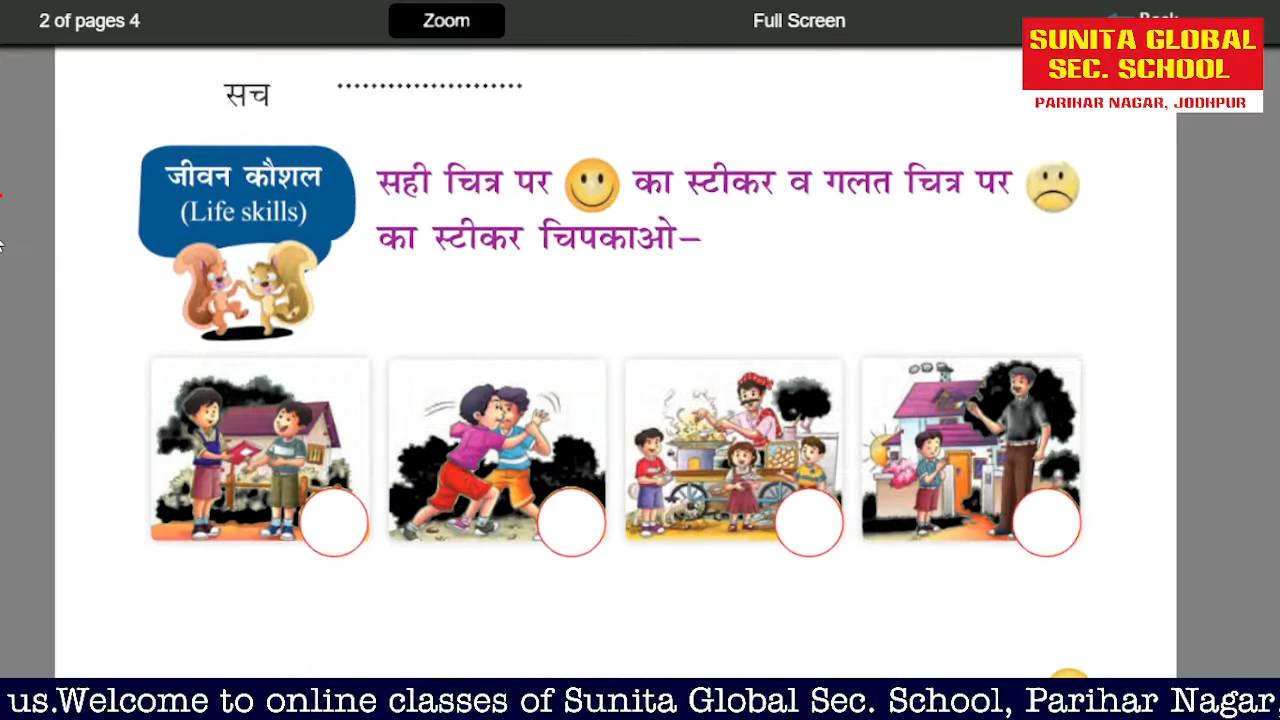 2 of pages 4
Zoom
Full Screen
SUNITA GLOBAL
SEC. SCHOOL
PARIHAR NAGAR, JODHPUR
सच ......................
जीवन कौशल
(Life skills)
सही चित्र पर का स्टीकर व गलत चित्र पर
का स्टीकर चिपकाओ–
us.Welcome to online classes of Sunita Global Sec. School, Parihar Nagar,